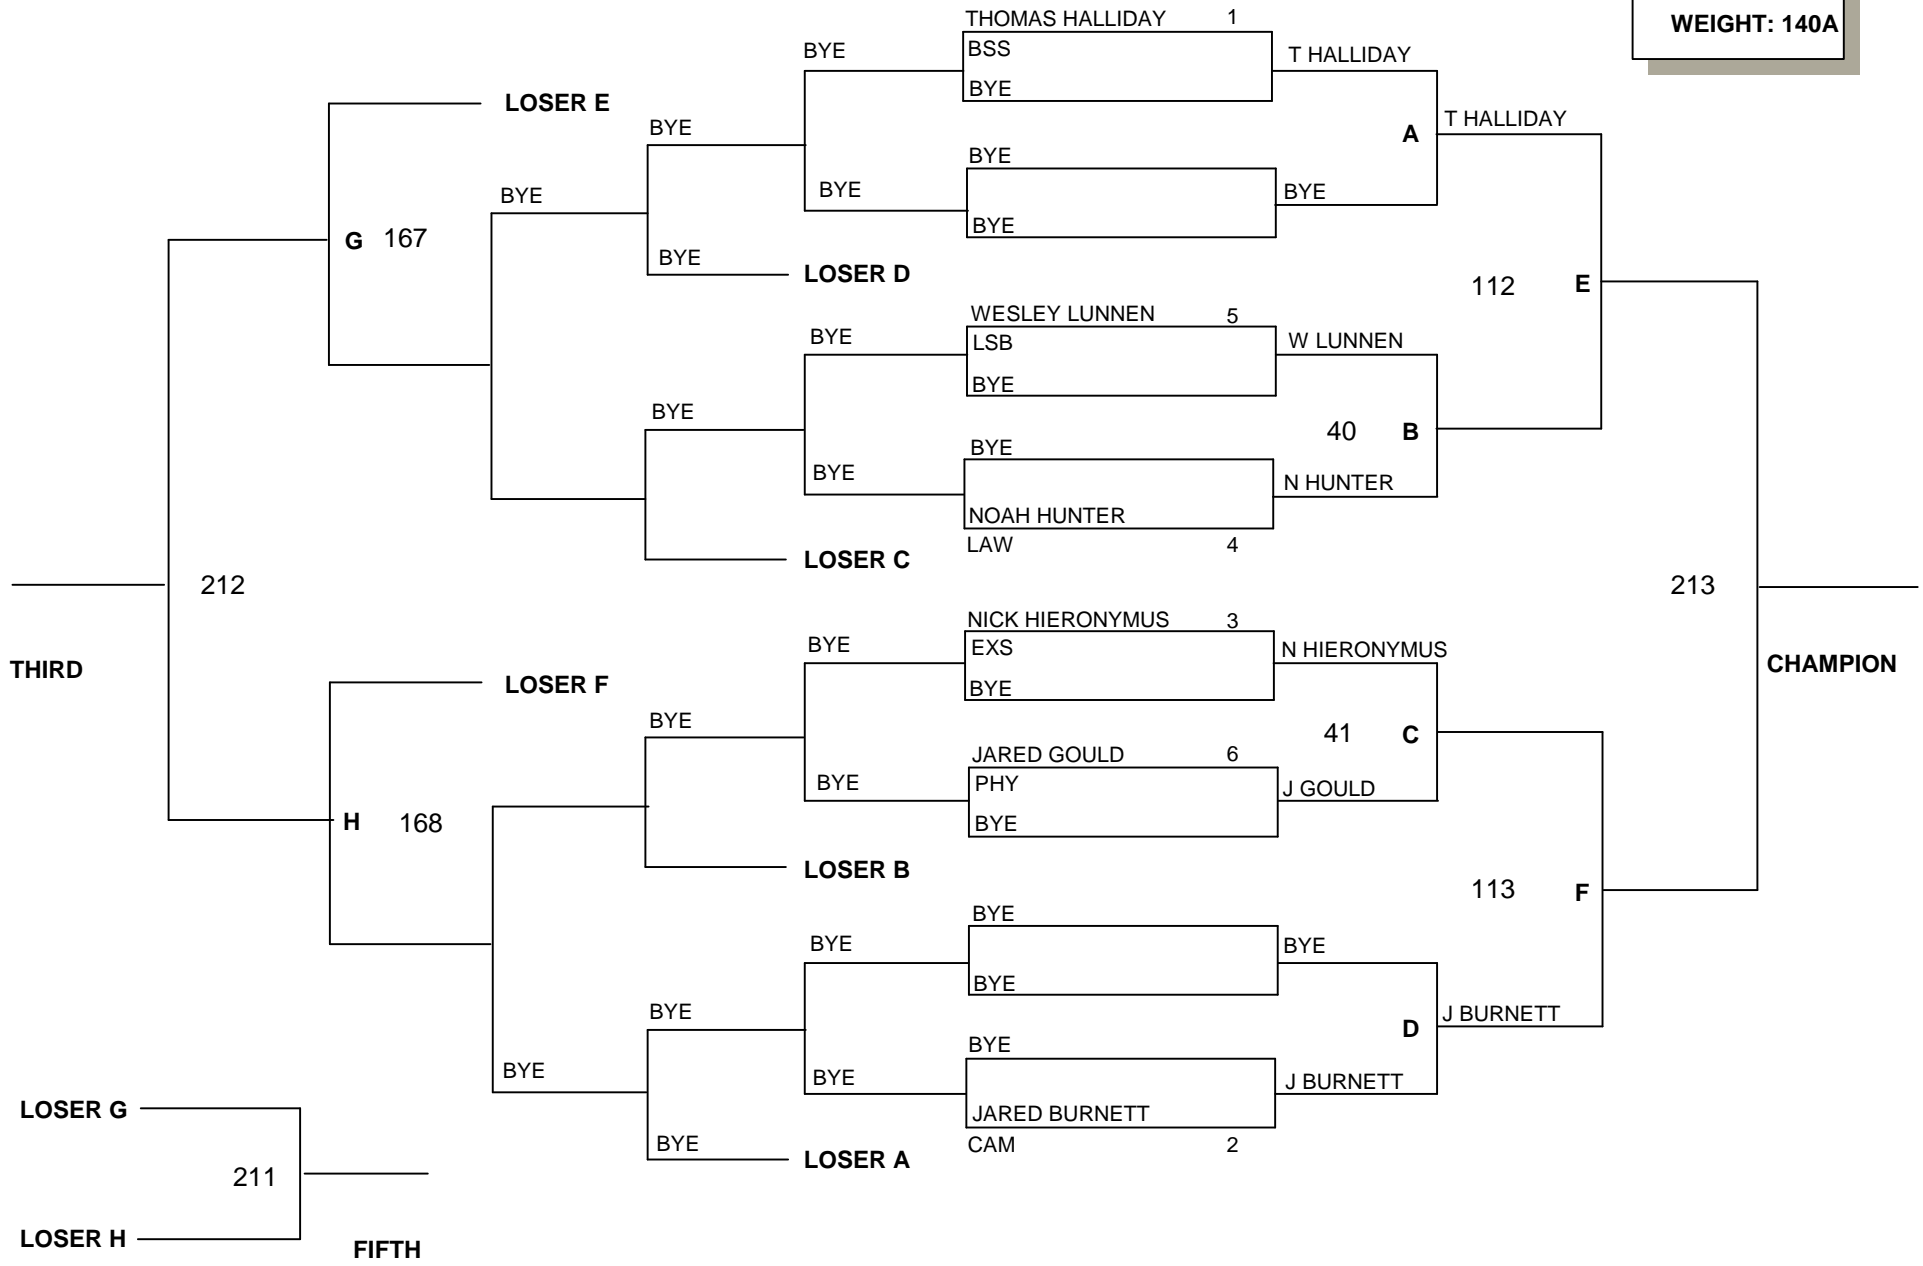 WEIGHT: 140A
THOMAS HALLIDAY 1
BSS
BYE
T HALLIDAY
BYE
BYE
BYE
BYE
A
T HALLIDAY
BYE
BYE
LOSER E
BYE
BYE
LOSER D
G 167
WESLEY LUNNEN 5
LSB
BYE
W LUNNEN
BYE
NOAH HUNTER
LAW 4
N HUNTER
40 B
112 E
BYE
BYE
BYE
LOSER C
212
THIRD
NICK HIERONYMUS 3
EXS
BYE
N HIERONYMUS
JARED GOULD 6
PHY
BYE
J GOULD
41 C
213
CHAMPION
BYE
BYE
BYE
LOSER F
LOSER B
H 168
BYE
BYE
BYE
BYE
JARED BURNETT
CAM 2
J BURNETT
D
J BURNETT
113 F
BYE
BYE
BYE
BYE
BYE
LOSER A
LOSER G
211
LOSER H
FIFTH